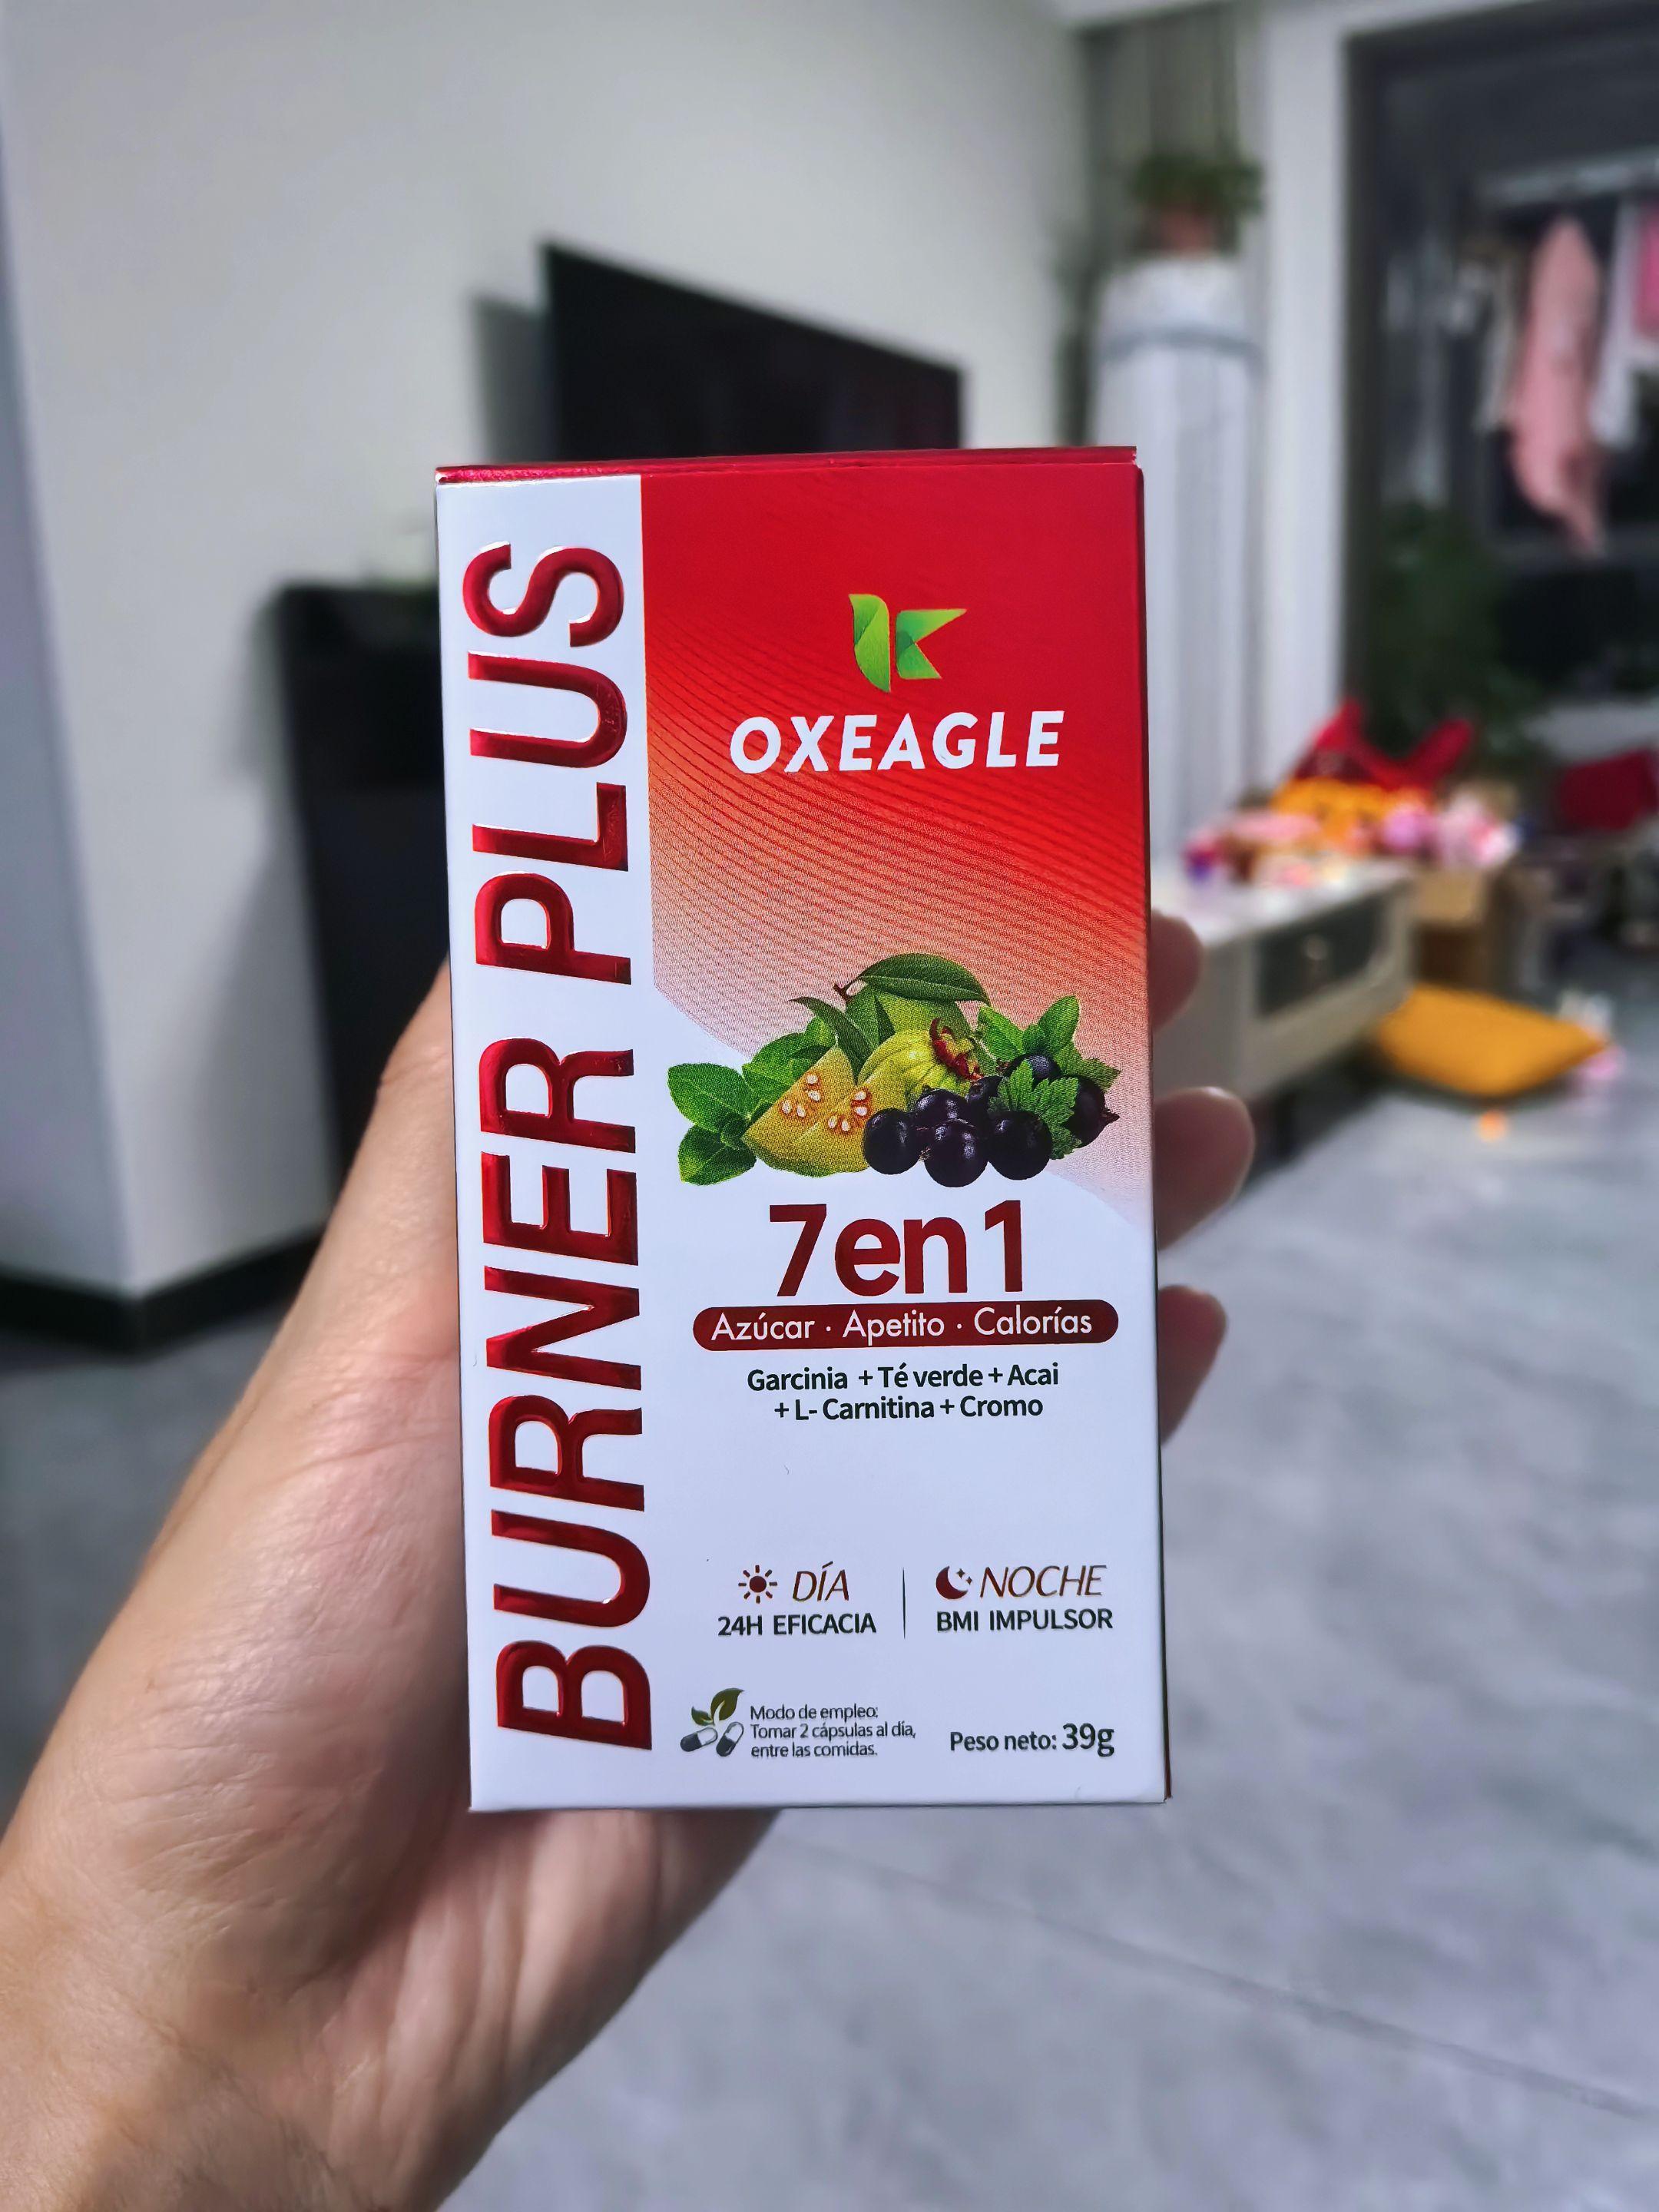 BURNER PLUS
OXEAGLE
7en1
Azúcar · Apetito · Calorías
Garcinia + Té verde + Acai
+ L- Carnitina + Cromo
DÍA
24H EFICACIA
NOCHE
BMI IMPULSOR
Modo de empleo:
Tomar 2 cápsulas al día,
entre las comidas.
Peso neto: 39g